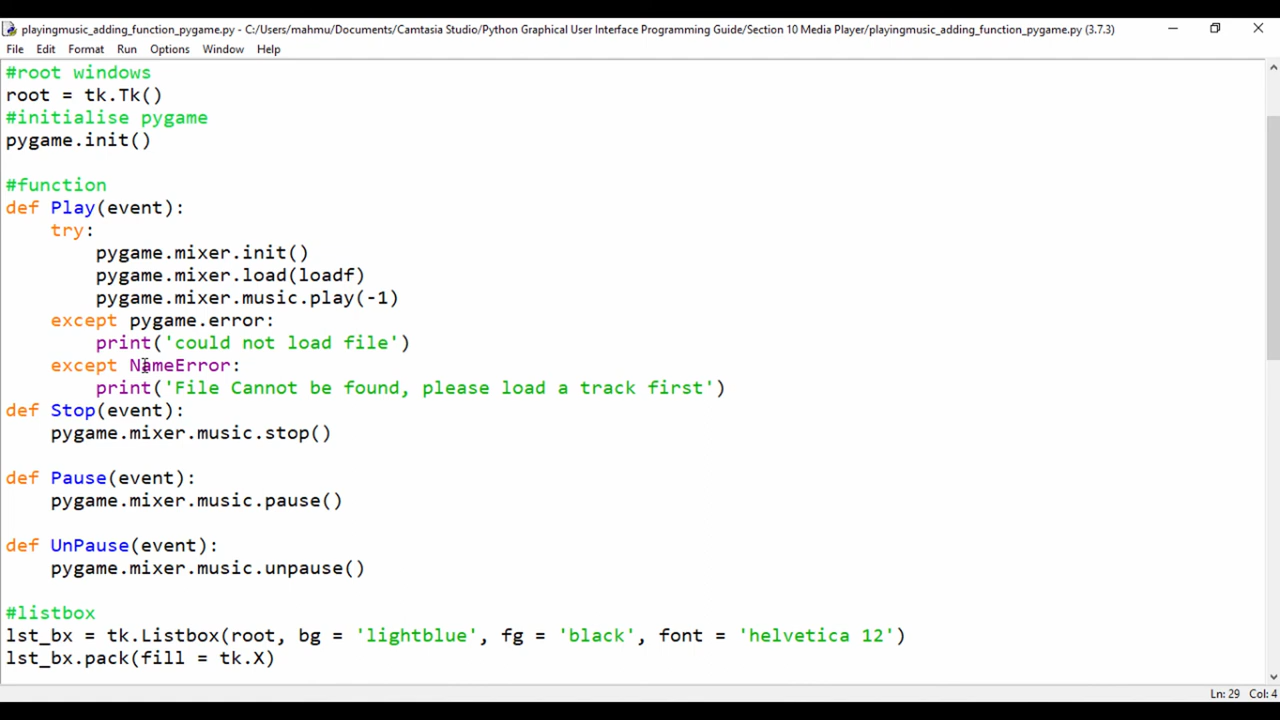 playingmusic_adding_function_pygame.py - C:/Users/mahmu/Documents/Camtasia Studio/Python Graphical User Interface Programming Guide/Section 10 Media Player/playingmusic_adding_function_pygame.py (3.7.3)
File Edit Format Run Options Window Help
#root windows
root = tk.Tk()
#initialise pygame
pygame.init()
#function
def Play(event):
    try:
        pygame.mixer.init()
        pygame.mixer.load(loadf)
        pygame.mixer.music.play(-1)
    except pygame.error:
        print('could not load file')
    except NameError:
        print('File Cannot be found, please load a track first')
def Stop(event):
    pygame.mixer.music.stop()
def Pause(event):
    pygame.mixer.music.pause()
def UnPause(event):
    pygame.mixer.music.unpause()
#listbox
lst_bx = tk.Listbox(root, bg = 'lightblue', fg = 'black', font = 'helvetica 12')
lst_bx.pack(fill = tk.X)
Ln: 29 Col: 4